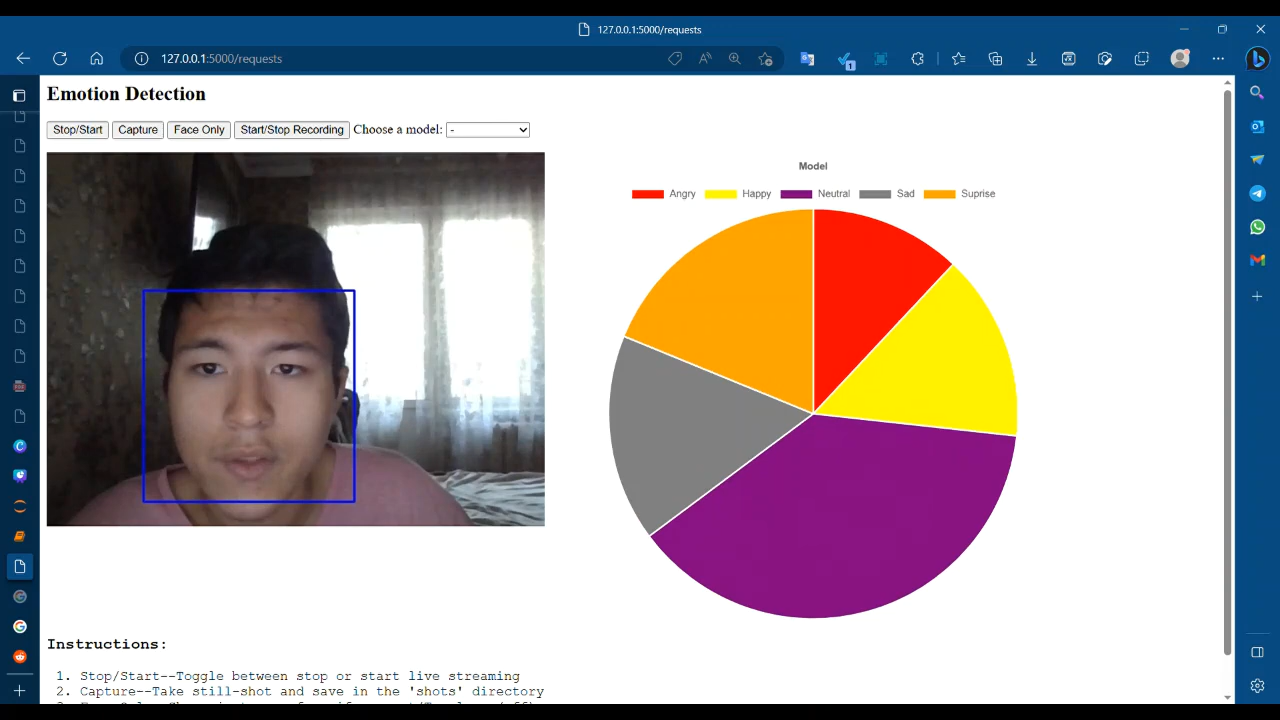 127.0.0.1:5000/requests
127.0.0.1:5000/requests
1
Emotion Detection
Stop/Start Capture Face Only Start/Stop Recording Choose a model: -
Model
Angry Happy Neutral Sad Suprise
Instructions:
1. Stop/Start--Toggle between stop or start live streaming
2. Capture--Take still-shot and save in the 'shots' directory